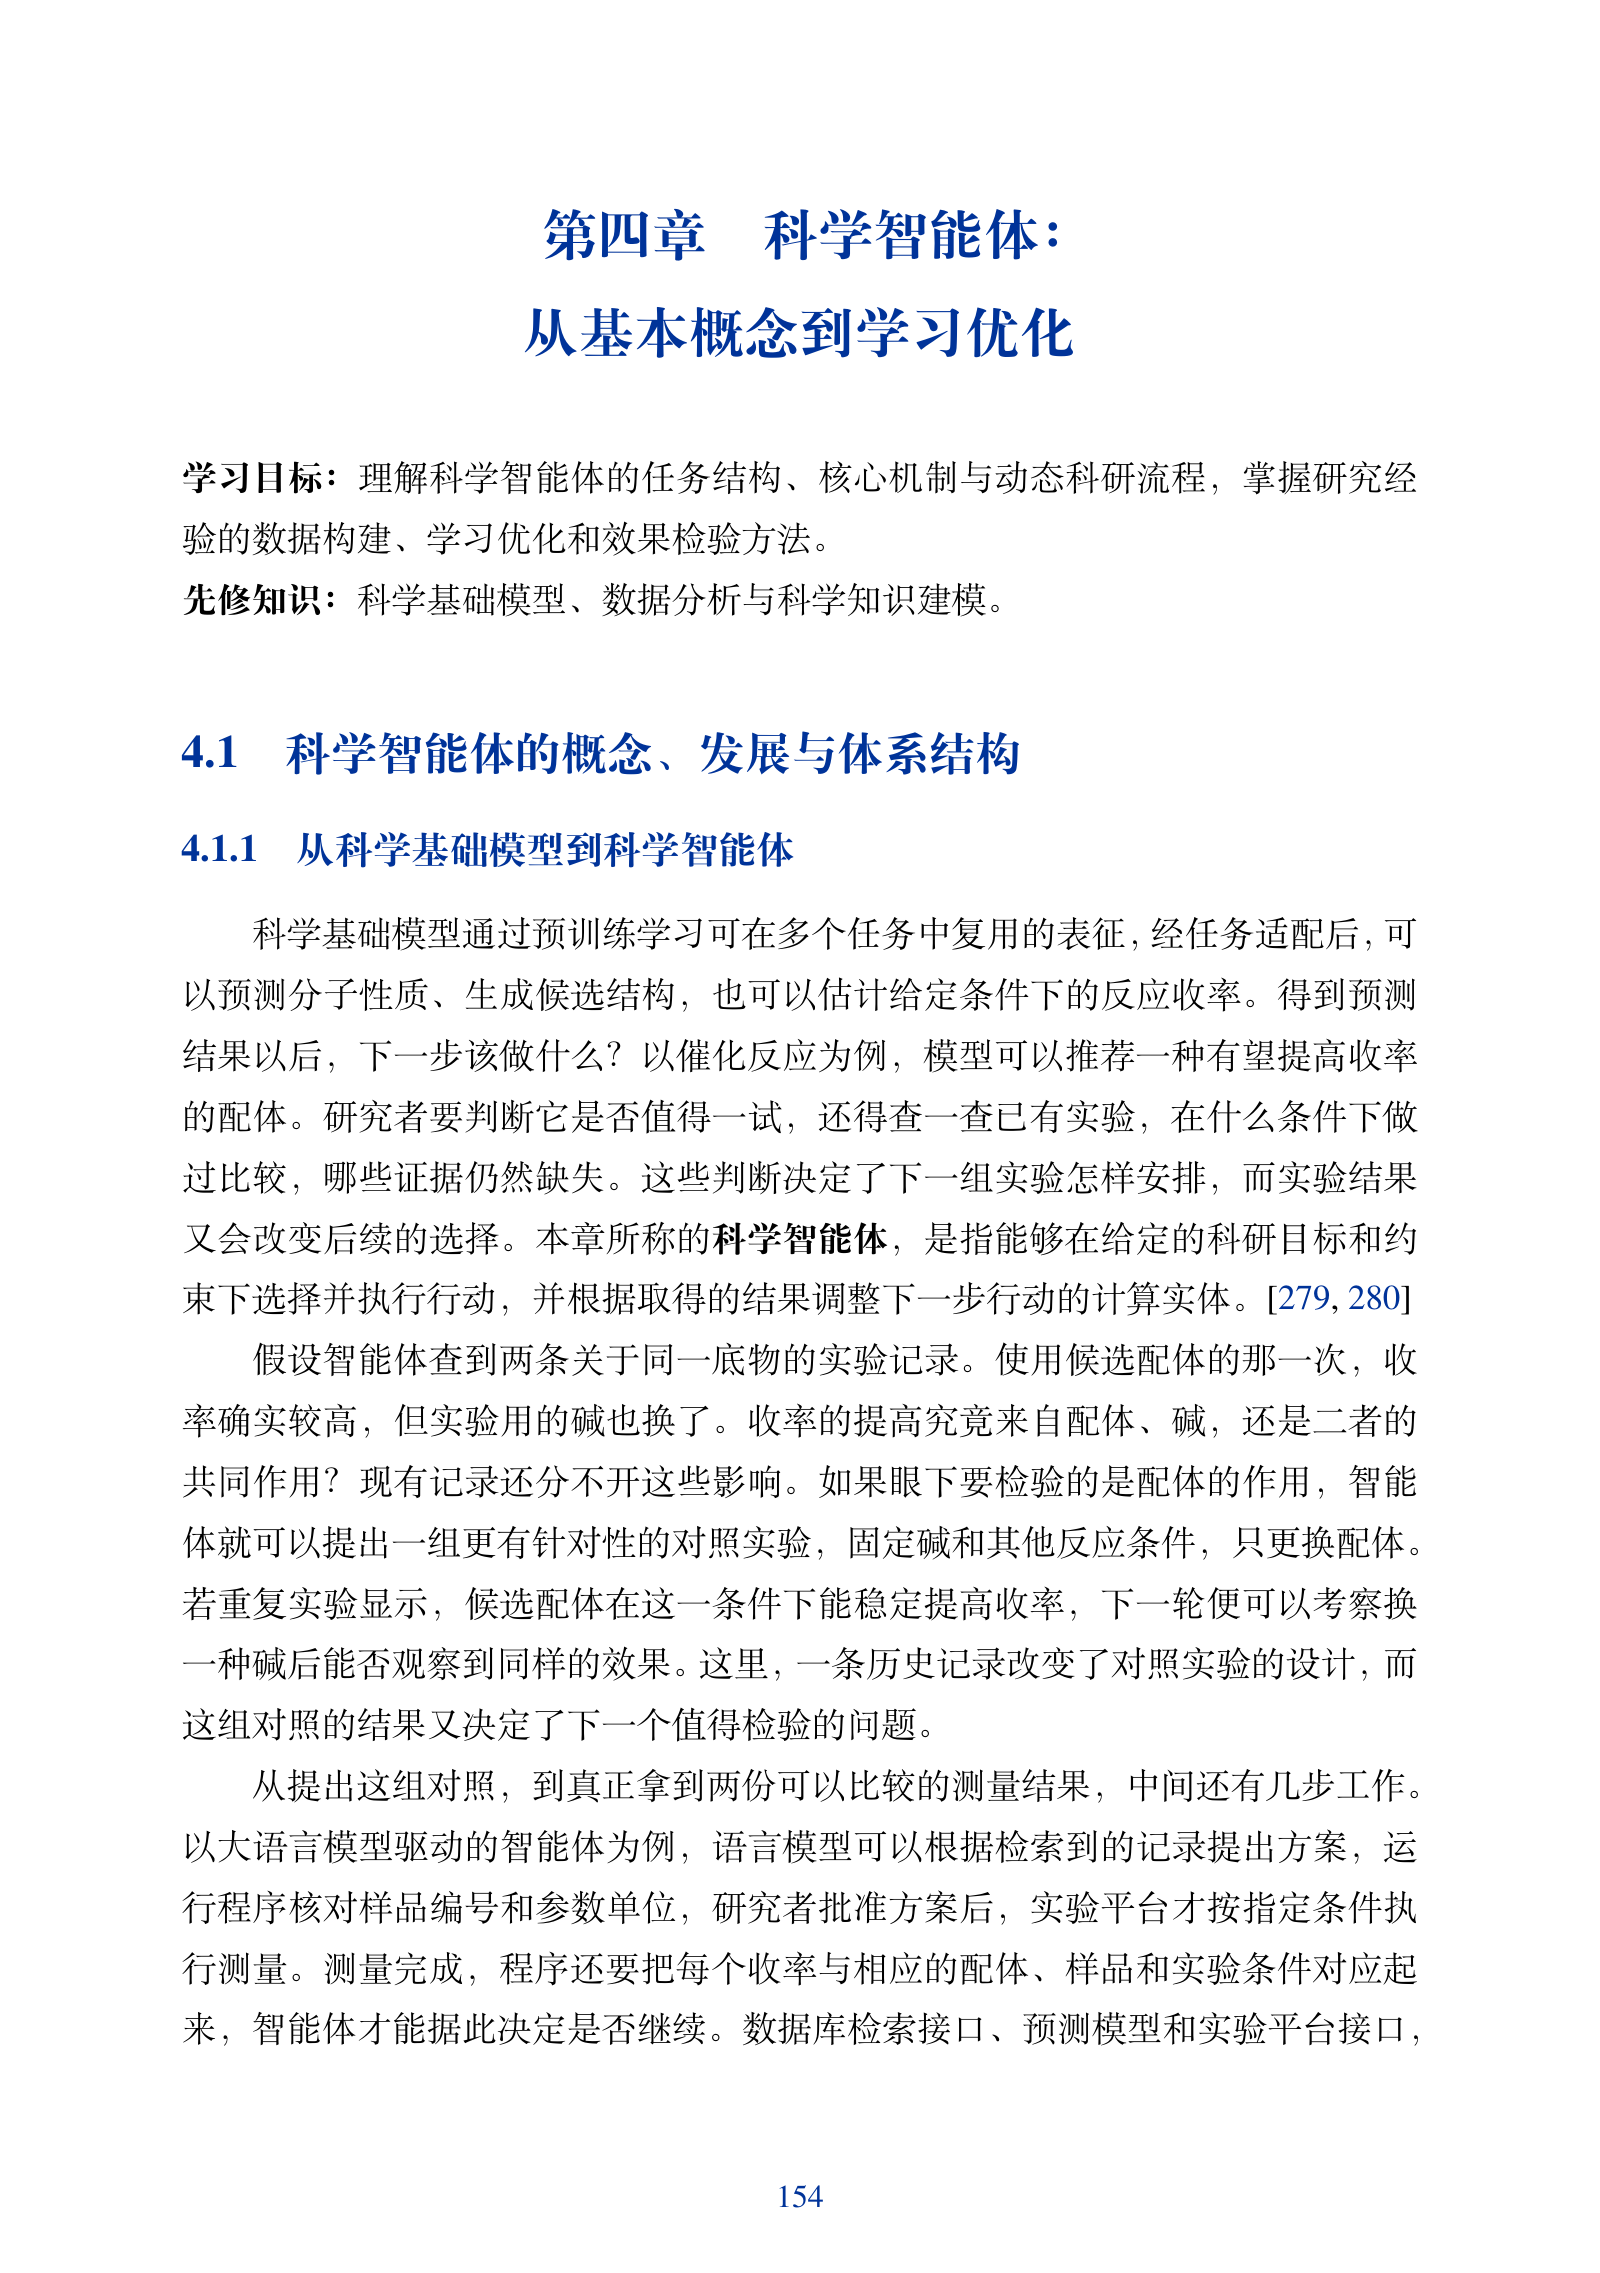 第四章　科学智能体：
从基本概念到学习优化
学习目标：理解科学智能体的任务结构、核心机制与动态科研流程，掌握研究经
验的数据构建、学习优化和效果检验方法。
先修知识：科学基础模型、数据分析与科学知识建模。
4.1　科学智能体的概念、发展与体系结构
4.1.1　从科学基础模型到科学智能体
科学基础模型通过预训练学习可在多个任务中复用的表征，经任务适配后，可
以预测分子性质、生成候选结构，也可以估计给定条件下的反应收率。得到预测
结果以后，下一步该做什么？以催化反应为例，模型可以推荐一种有望提高收率
的配体。研究者要判断它是否值得一试，还得查一查已有实验，在什么条件下做
过比较，哪些证据仍然缺失。这些判断决定了下一组实验怎样安排，而实验结果
又会改变后续的选择。本章所称的科学智能体，是指能够在给定的科研目标和约
束下选择并执行行动，并根据取得的结果调整下一步行动的计算实体。[279, 280]
假设智能体查到两条关于同一底物的实验记录。使用候选配体的那一次，收
率确实较高，但实验用的碱也换了。收率的提高究竟来自配体、碱，还是二者的
共同作用？现有记录还分不开这些影响。如果眼下要检验的是配体的作用，智能
体就可以提出一组更有针对性的对照实验，固定碱和其他反应条件，只更换配体。
若重复实验显示，候选配体在这一条件下能稳定提高收率，下一轮便可以考察换
一种碱后能否观察到同样的效果。这里，一条历史记录改变了对照实验的设计，而
这组对照的结果又决定了下一个值得检验的问题。
从提出这组对照，到真正拿到两份可以比较的测量结果，中间还有几步工作。
以大语言模型驱动的智能体为例，语言模型可以根据检索到的记录提出方案，运
行程序核对样品编号和参数单位，研究者批准方案后，实验平台才按指定条件执
行测量。测量完成，程序还要把每个收率与相应的配体、样品和实验条件对应起
来，智能体才能据此决定是否继续。数据库检索接口、预测模型和实验平台接口，
154